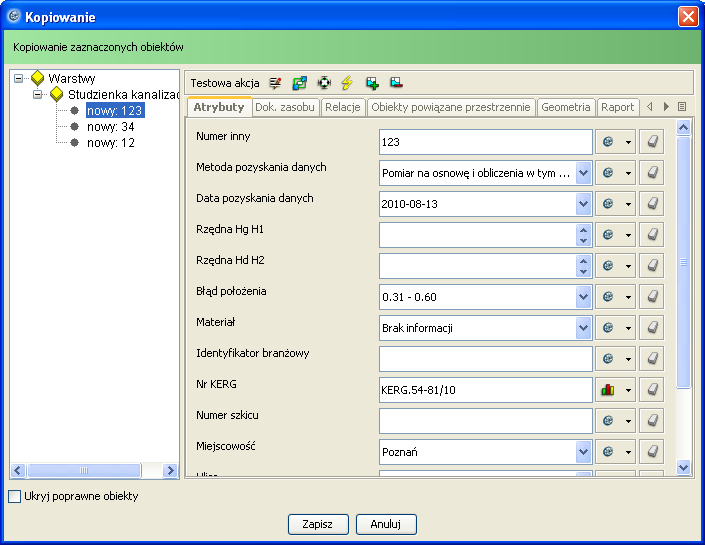 Kopiowanie
Kopiowanie zaznaczonych obiektów
Warstwy
Studzienka kanalizac
nowy: 123
nowy: 34
nowy: 12
Testowa akcja
Atrybuty Dok. zasobu Relacje Obiekty powiązane przestrzennie Geometria Raport
Numer inny 123
Metoda pozyskania danych Pomiar na osnowę i obliczenia w tym ...
Data pozyskania danych 2010-08-13
Rzędna Hg H1
Rzędna Hd H2
Błąd położenia 0.31 - 0.60
Materiał Brak informacji
Identyfikator branżowy
Nr KERG KERG.54-81/10
Numer szkicu
Miejscowość Poznań
Ukryj poprawne obiekty
Zapisz Anuluj